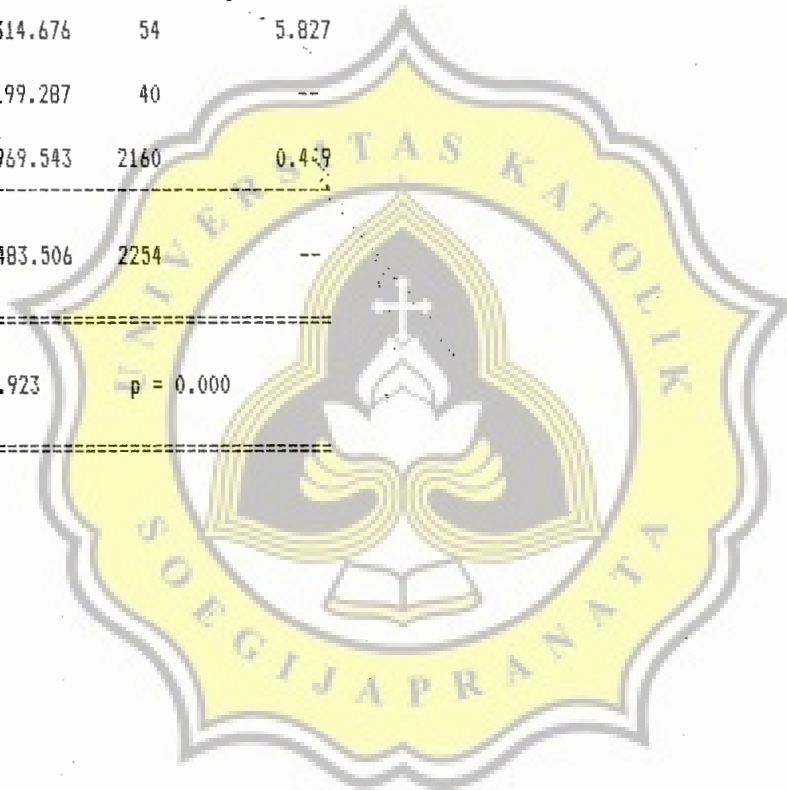 314.676 54 5.827
199.287 40 --
969.543 2160 0.449
483.506 2254 --
.923 p = 0.000
UNIVERSITAS KATOLIK
SOEGIJAPRANATA